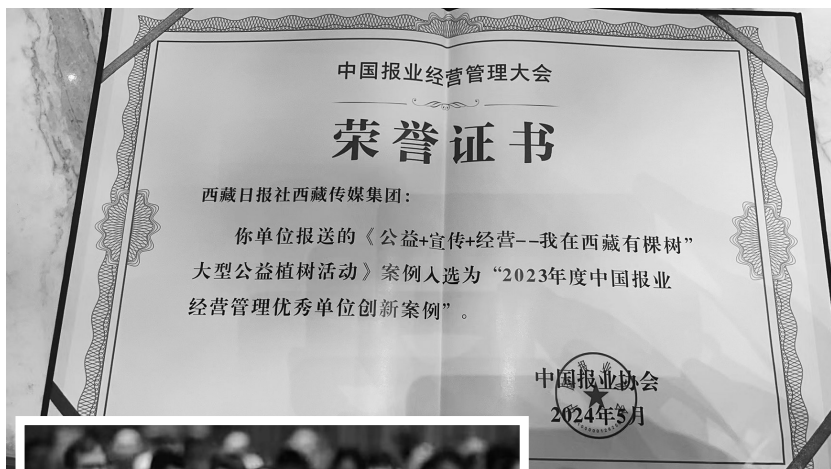 中国报业经营管理大会
荣誉证书
西藏日报社西藏传媒集团：
你单位报送的《公益+宣传+经营--我在西藏有棵树”
大型公益植树活动》案例入选为“2023年度中国报业
经营管理优秀单位创新案例”。
中国报业协会
2024年5月